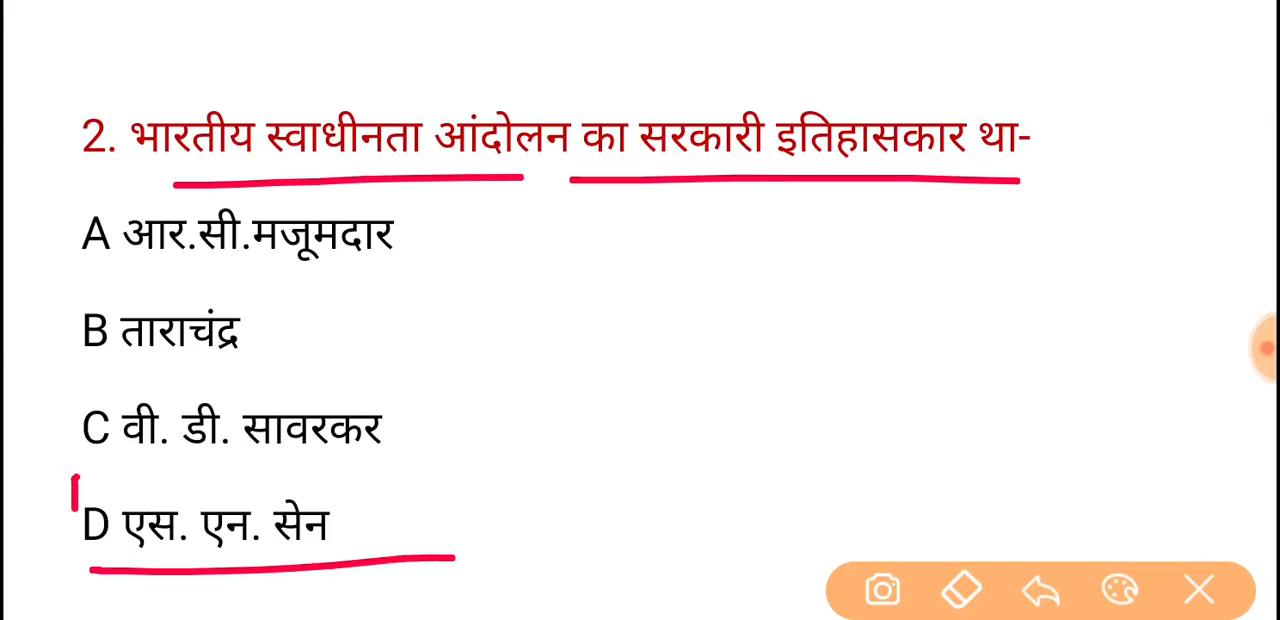 2. भारतीय स्वाधीनता आंदोलन का सरकारी इतिहासकार था-
A आर.सी.मजूमदार
B ताराचंद्र
C वी. डी. सावरकर
D एस. एन. सेन